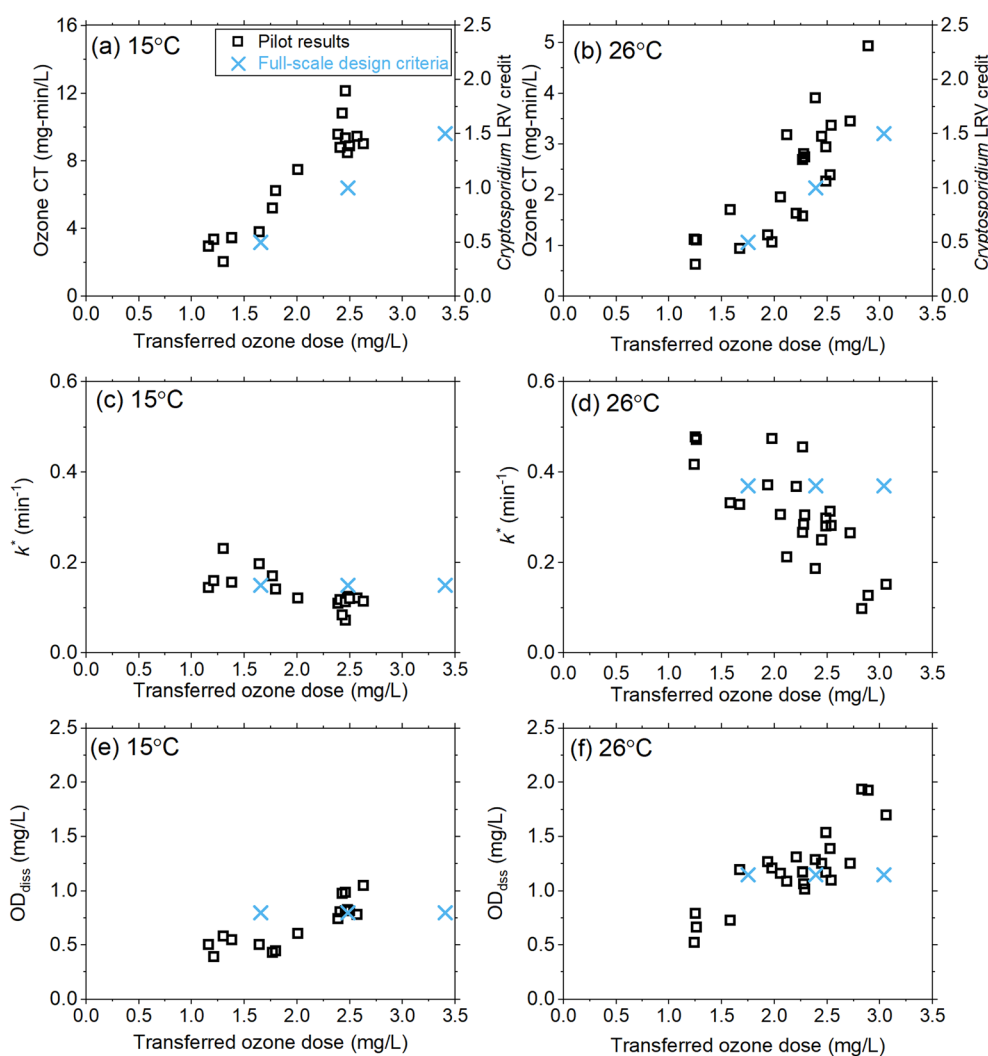 (a) 15°C
Pilot results
Full-scale design criteria
Ozone CT (mg-min/L)
16
12
8
4
0
Cryptosporidium LRV credit
2.5
2.0
1.5
1.0
0.5
0.0
0.0 0.5 1.0 1.5 2.0 2.5 3.0 3.5
Transferred ozone dose (mg/L)
(b) 26°C
Ozone CT (mg-min/L)
5
4
3
2
1
0
Cryptosporidium LRV credit
2.5
2.0
1.5
1.0
0.5
0.0
0.0 0.5 1.0 1.5 2.0 2.5 3.0 3.5
Transferred ozone dose (mg/L)
(c) 15°C
k* (min⁻¹)
0.6
0.4
0.2
0.0
0.0 0.5 1.0 1.5 2.0 2.5 3.0 3.5
Transferred ozone dose (mg/L)
(d) 26°C
k* (min⁻¹)
0.6
0.4
0.2
0.0
0.0 0.5 1.0 1.5 2.0 2.5 3.0 3.5
Transferred ozone dose (mg/L)
(e) 15°C
ODdiss (mg/L)
2.5
2.0
1.5
1.0
0.5
0.0
0.0 0.5 1.0 1.5 2.0 2.5 3.0 3.5
Transferred ozone dose (mg/L)
(f) 26°C
ODdss (mg/L)
2.5
2.0
1.5
1.0
0.5
0.0
0.0 0.5 1.0 1.5 2.0 2.5 3.0 3.5
Transferred ozone dose (mg/L)